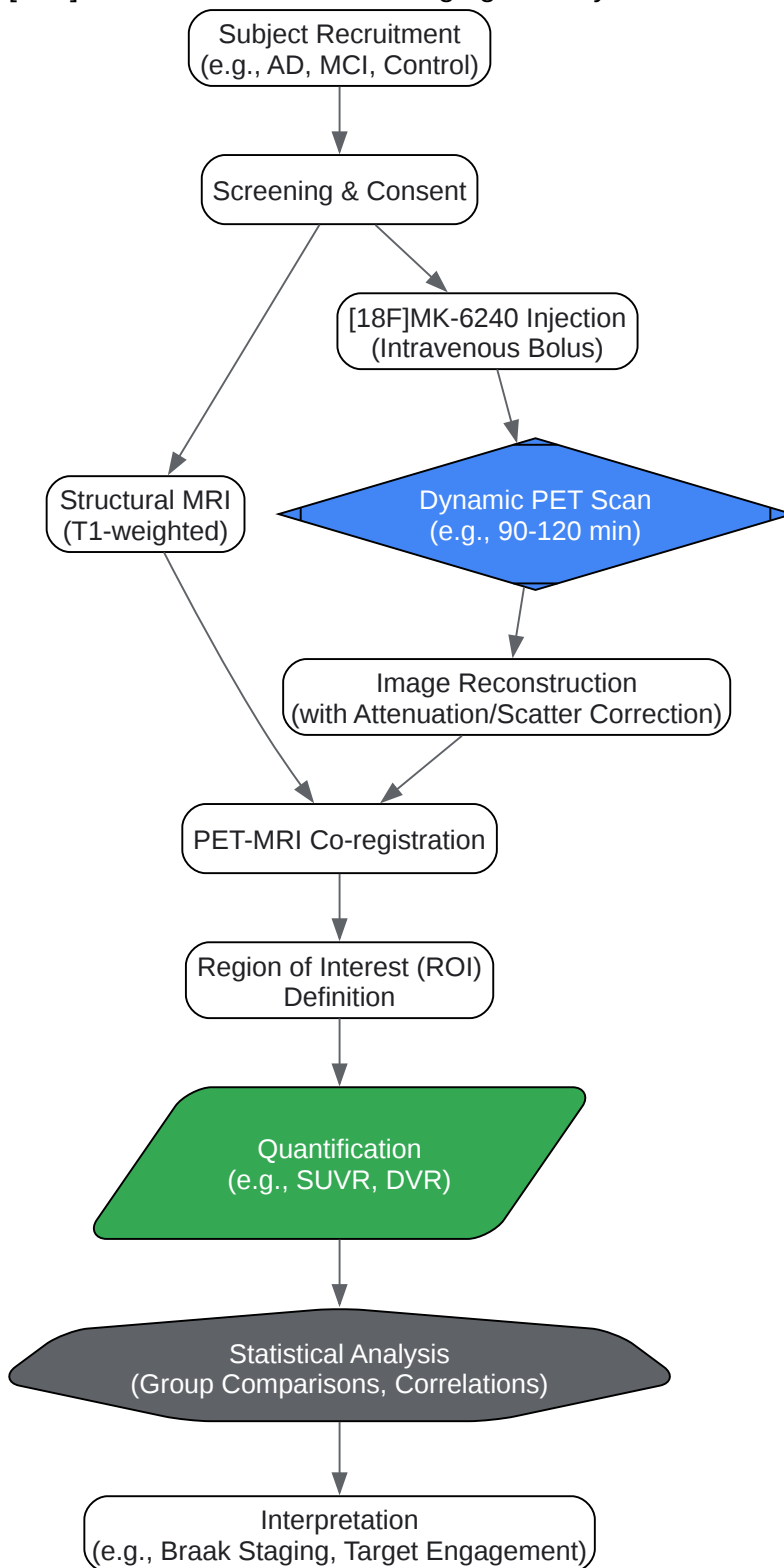 Subject Recruitment
(e.g., AD, MCI, Control)
Screening & Consent
[18F]MK-6240 Injection
(Intravenous Bolus)
Structural MRI
(T1-weighted)
Dynamic PET Scan
(e.g., 90-120 min)
Image Reconstruction
(with Attenuation/Scatter Correction)
PET-MRI Co-registration
Region of Interest (ROI)
Definition
Quantification
(e.g., SUVR, DVR)
Statistical Analysis
(Group Comparisons, Correlations)
Interpretation
(e.g., Braak Staging, Target Engagement)